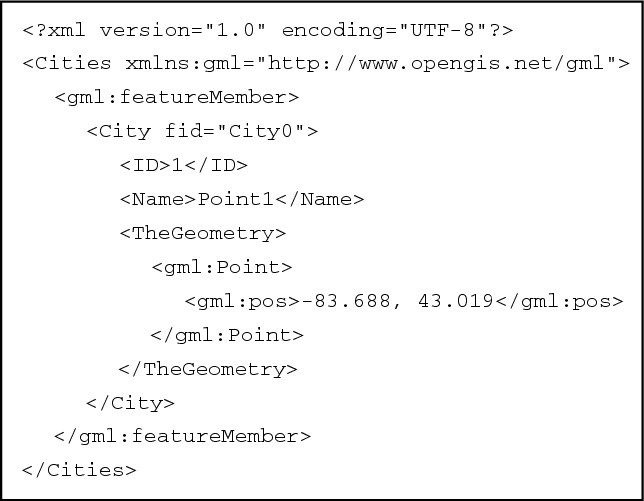 <?xml version="1.0" encoding="UTF-8"?>
<Cities xmlns:gml="http://www.opengis.net/gml">
<gml:featureMember>
<City fid="City0">
<ID>1</ID>
<Name>Point1</Name>
<TheGeometry>
<gml:Point>
<gml:pos>-83.688, 43.019</gml:pos>
</gml:Point>
</TheGeometry>
</City>
</gml:featureMember>
</Cities>